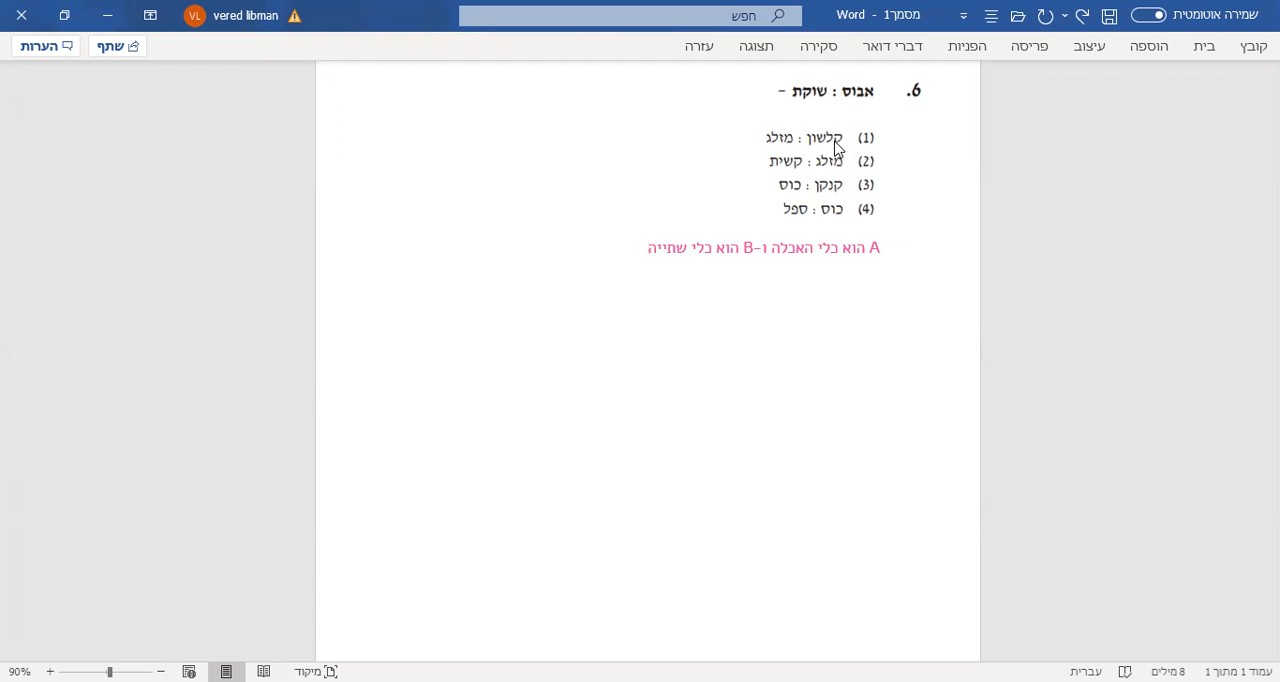 שמירה אוטומטית
מסמך1 - Word
חפש
vered libman
VL
קובץ בית הוספה עיצוב פריסה הפניות דברי דואר סקירה תצוגה עזרה
שתף
הערות
6. אבוס : שוקת -
(1) קלשון : מזלג
(2) מזלג : קשית
(3) קנקן : כוס
(4) כוס : ספל
A הוא כלי האכלה ו-B הוא כלי שתייה
עמוד 1 מתוך 1 8 מילים עברית מיקוד 90%